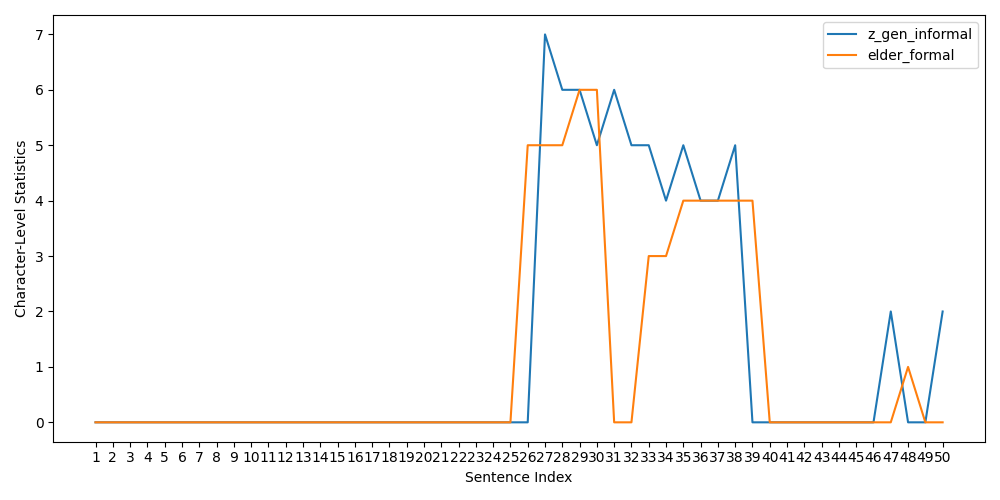 z_gen_informal
elder_formal
Character-Level Statistics
7
6
5
4
3
2
1
0
1 2 3 4 5 6 7 8 9 10 11 12 13 14 15 16 17 18 19 20 21 22 23 24 25 26 27 28 29 30 31 32 33 34 35 36 37 38 39 40 41 42 43 44 45 46 47 48 49 50
Sentence Index